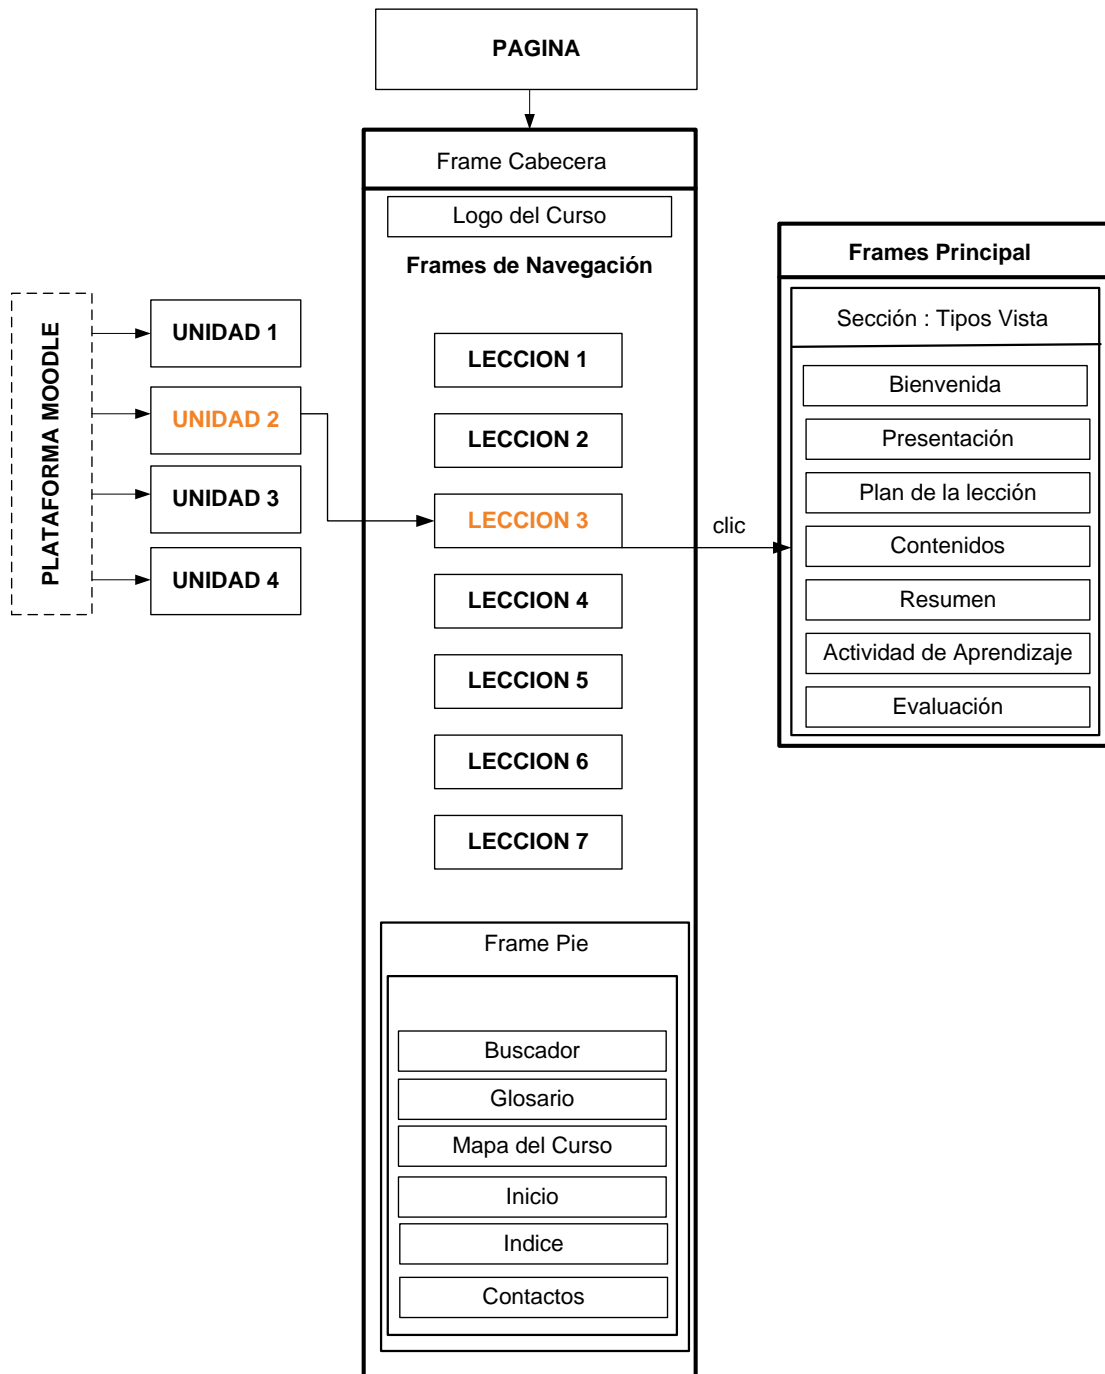 PAGINA
Frame Cabecera
Logo del Curso
Frames de Navegación
PLATAFORMA MOODLE
UNIDAD 1
UNIDAD 2
UNIDAD 3
UNIDAD 4
LECCION 1
LECCION 2
LECCION 3
LECCION 4
LECCION 5
LECCION 6
LECCION 7
clic
Frames Principal
Sección : Tipos Vista
Bienvenida
Presentación
Plan de la lección
Contenidos
Resumen
Actividad de Aprendizaje
Evaluación
Frame Pie
Buscador
Glosario
Mapa del Curso
Inicio
Indice
Contactos